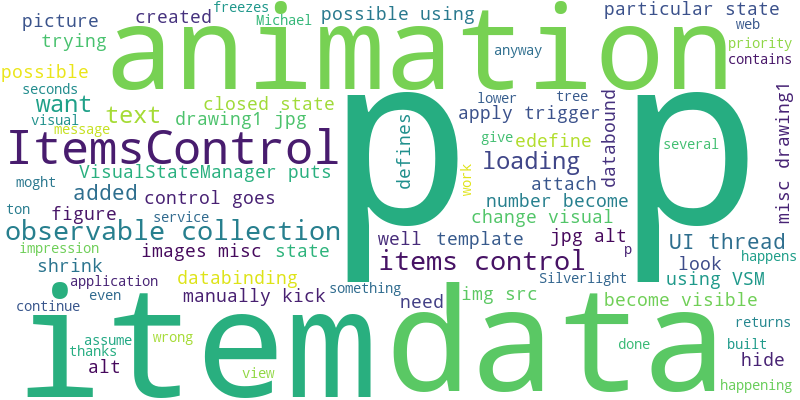 freezes
Michael
possible using
particular state
picture
created
animation
web
trying
anyway
priority
contains
possible
seconds
closed state
lower
tree
misc drawing1
want
text
p p
visual
drawing1 jpg
apply trigger
databound
message
defines
give
edefine
several
ItemsControl
loading
VisualStateManager puts
work
moght
added
control goes
attach
number become
ton
figure
service
change visual
observable collection
well
template
jpg alt
p
UI thread
impression
images misc
state
items control
happens
shrink
databinding
Silverlight
look
using VSM
application
even
manually kick
something
need
img src
become visible
continue
item data
returns
assume
thanks
wrong
done
built
hide
alt
view
happening